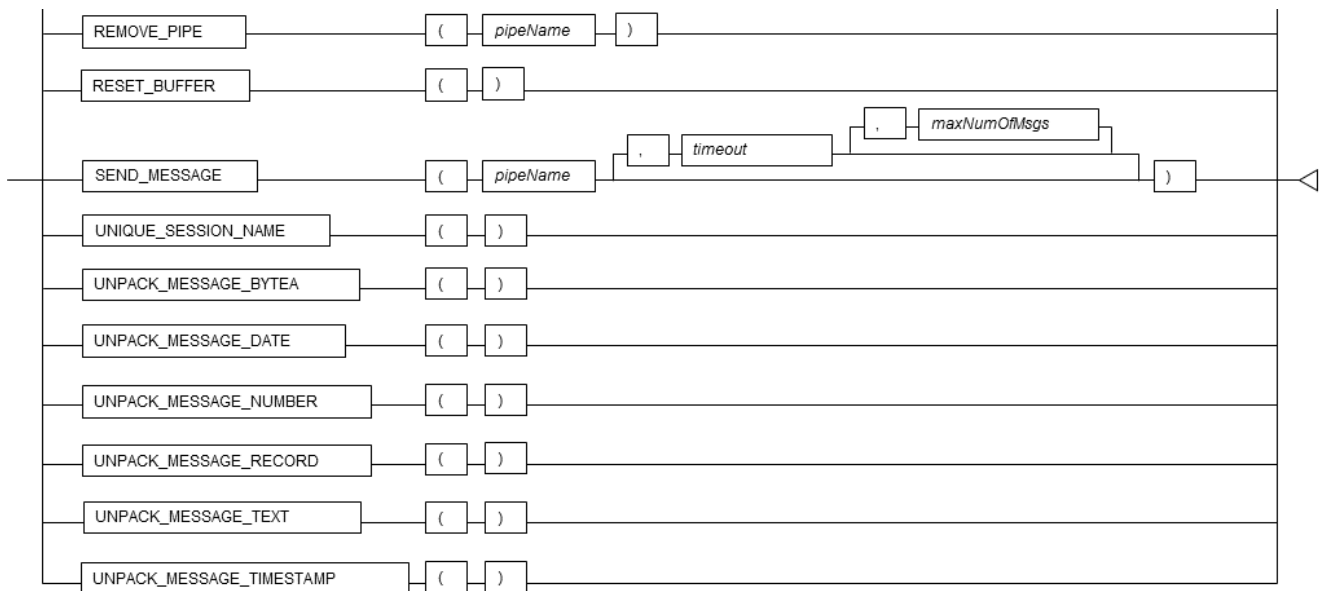 REMOVE_PIPE ( pipeName )
RESET_BUFFER ( )
, maxNumOfMsgs
, timeout
SEND_MESSAGE ( pipeName )
UNIQUE_SESSION_NAME ( )
UNPACK_MESSAGE_BYTEA ( )
UNPACK_MESSAGE_DATE ( )
UNPACK_MESSAGE_NUMBER ( )
UNPACK_MESSAGE_RECORD ( )
UNPACK_MESSAGE_TEXT ( )
UNPACK_MESSAGE_TIMESTAMP ( )